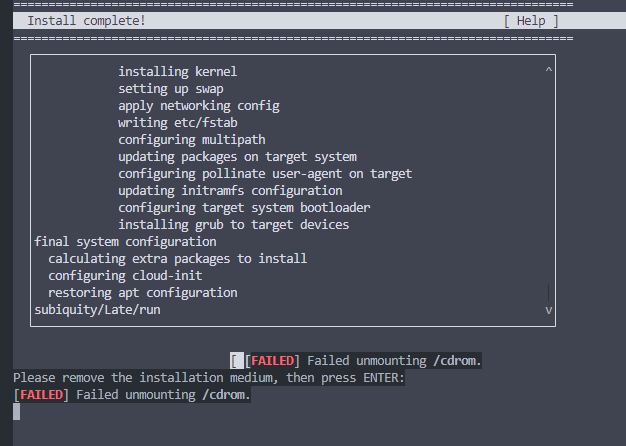 ================================================================================
Install complete! [ Help ]
================================================================================
installing kernel ^
setting up swap
apply networking config
writing etc/fstab
configuring multipath
updating packages on target system
configuring pollinate user-agent on target
updating initramfs configuration
configuring target system bootloader
installing grub to target devices
final system configuration
calculating extra packages to install
configuring cloud-init
restoring apt configuration
subiquity/Late/run v
[ [FAILED] Failed unmounting /cdrom.
Please remove the installation medium, then press ENTER:
[FAILED] Failed unmounting /cdrom.